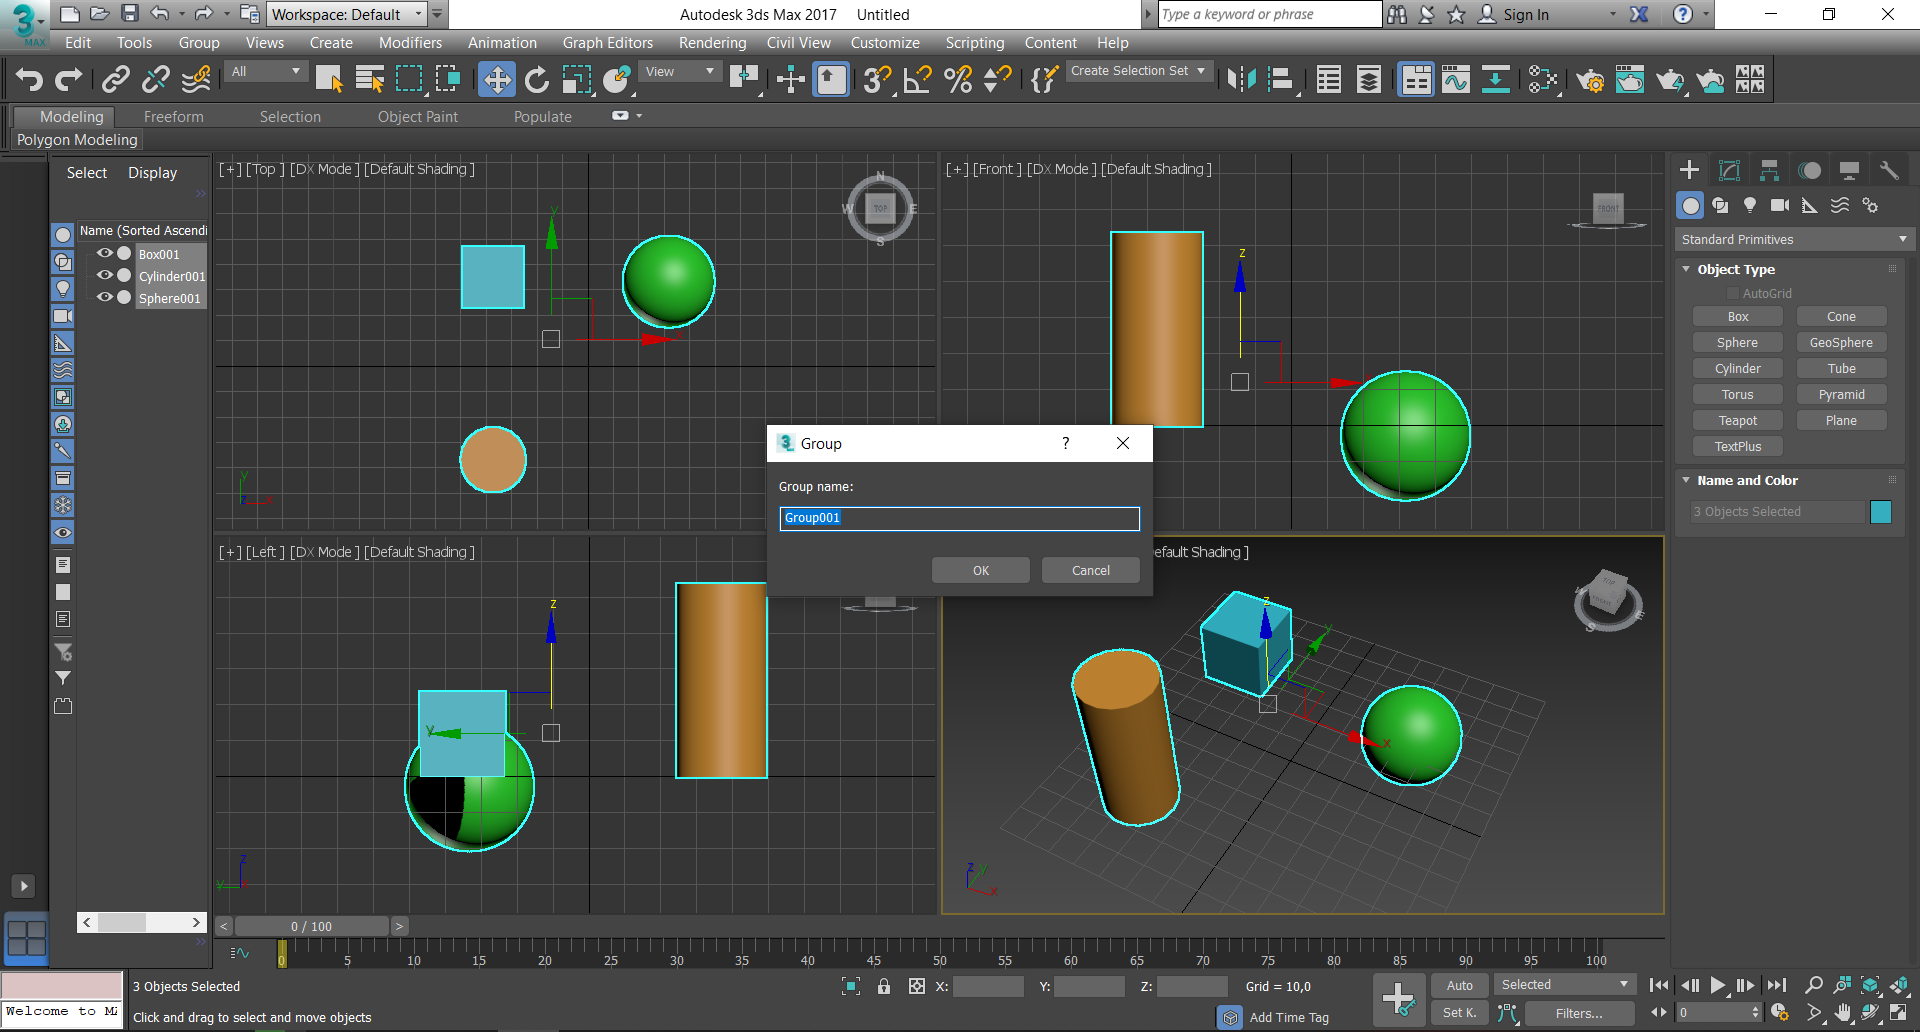 Workspace: Default
Autodesk 3ds Max 2017 Untitled
Type a keyword or phrase
Sign In
3
MAX
Edit Tools Group Views Create Modifiers Animation Graph Editors Rendering Civil View Customize Scripting Content Help
All
View
Create Selection Set
Modeling Freeform Selection Object Paint Populate
Polygon Modeling
Select Display
Name (Sorted Ascendi
Box001
Cylinder001
Sphere001
[+] [Top ] [DX Mode ] [Default Shading ]
N
W TOP E
S
y
x
y
z x
[+] [Front ] [DX Mode ] [Default Shading ]
FRONT
z
Standard Primitives
Object Type
AutoGrid
Box Cone
Sphere GeoSphere
Cylinder Tube
Torus Pyramid
Teapot Plane
TextPlus
Name and Color
3 Objects Selected
Group
?
Group name:
Group001
OK Cancel
[+] [Left ] [DX Mode ] [Default Shading ]
z
y
z
y
efault Shading ]
z
y
x
TOP
FRONT
W
S
E
z y
x
< 0 / 100 >
0 5 10 15 20 25 30 35 40 45 50 55 60 65 70 75 80 85 90 95 100
3 Objects Selected
X: Y: Z: Grid = 10,0
Auto Selected
Welcome to MA
Click and drag to select and move objects
Add Time Tag
Set K. Filters...
0